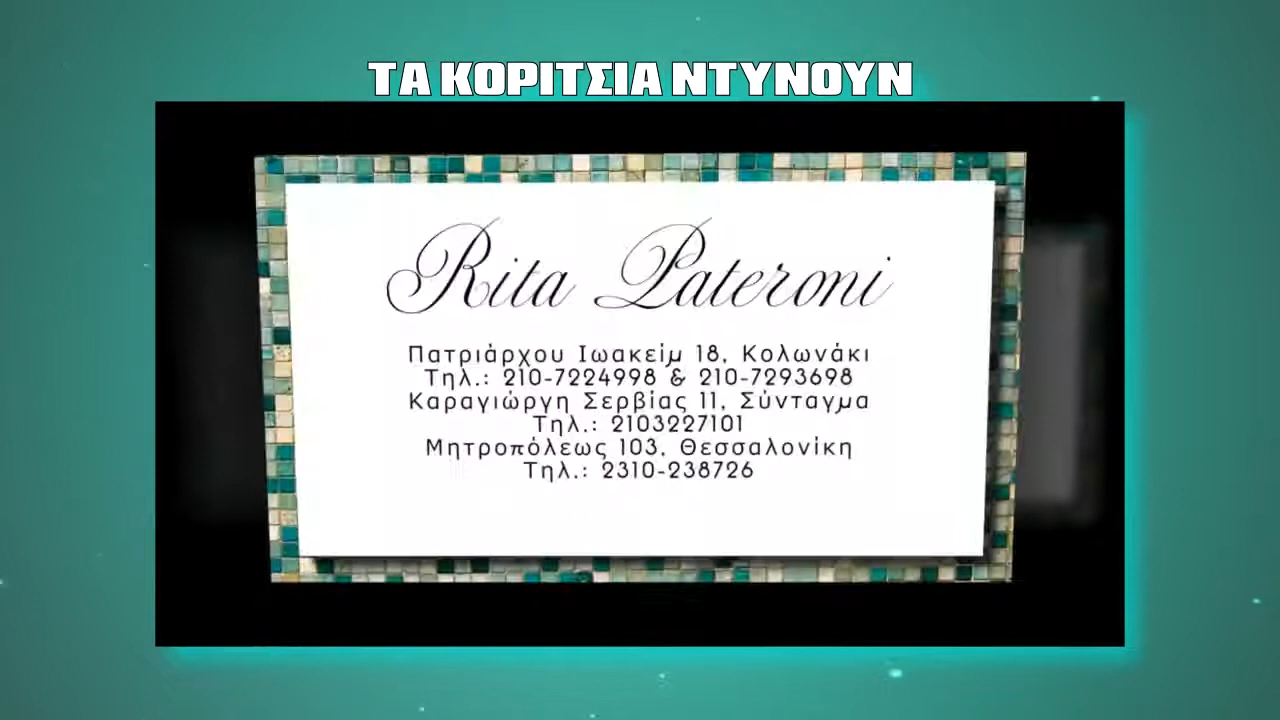 ΤΑ ΚΟΡΙΤΣΙΑ ΝΤΥΝΟΥΝ
Rita Pateroni
Πατριάρχου Ιωακείμ 18, Κολωνάκι
Τηλ.: 210-7224998 & 210-7293698
Καραγιώργη Σερβίας 11, Σύνταγμα
Τηλ.: 2103227101
Μητροπόλεως 103, Θεσσαλονίκη
Τηλ.: 2310-238726